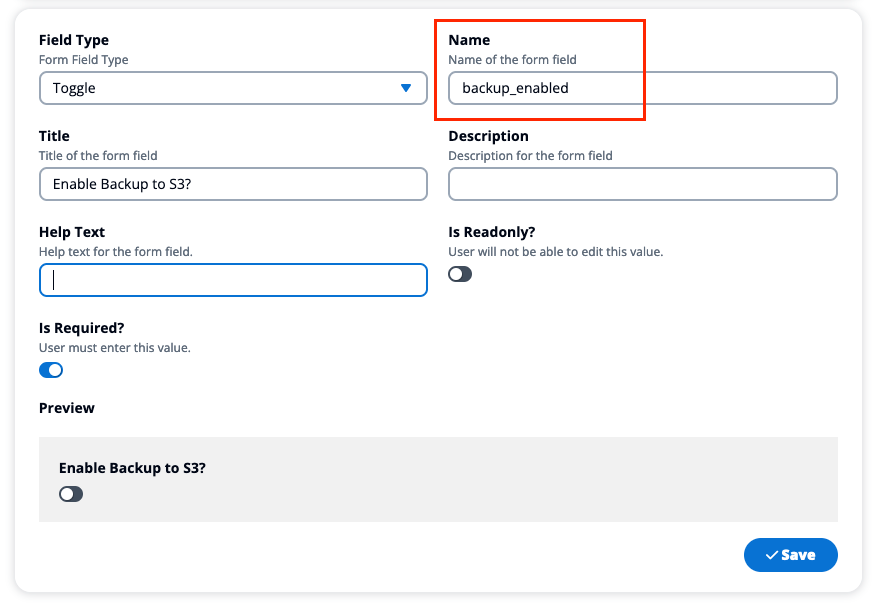 Field Type
Form Field Type
Toggle
Name
Name of the form field
backup_enabled
Title
Title of the form field
Enable Backup to S3?
Description
Description for the form field
Help Text
Help text for the form field.
Is Readonly?
User will not be able to edit this value.
Is Required?
User must enter this value.
Preview
Enable Backup to S3?
Save